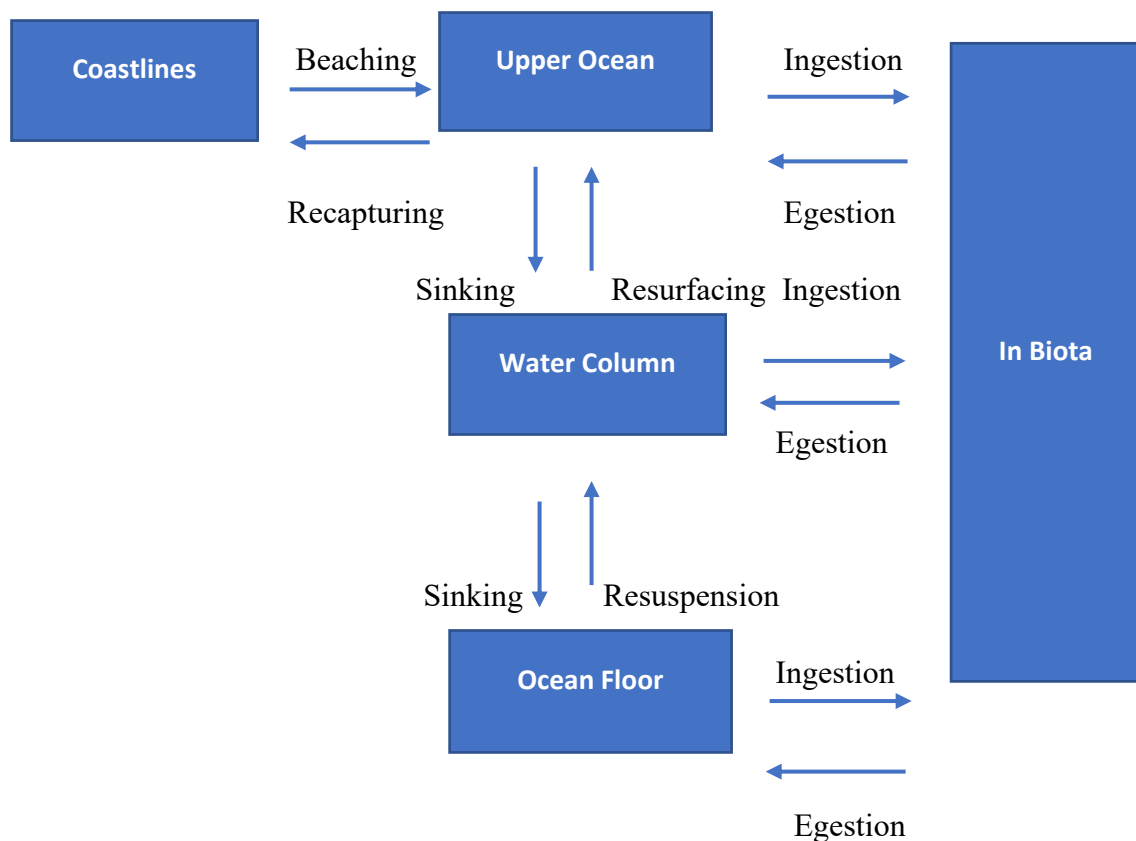 Coastlines
Beaching
Upper Ocean
Ingestion
Recapturing
Egestion
Sinking
Resurfacing
Ingestion
Water Column
In Biota
Egestion
Sinking
Resuspension
Ocean Floor
Ingestion
Egestion